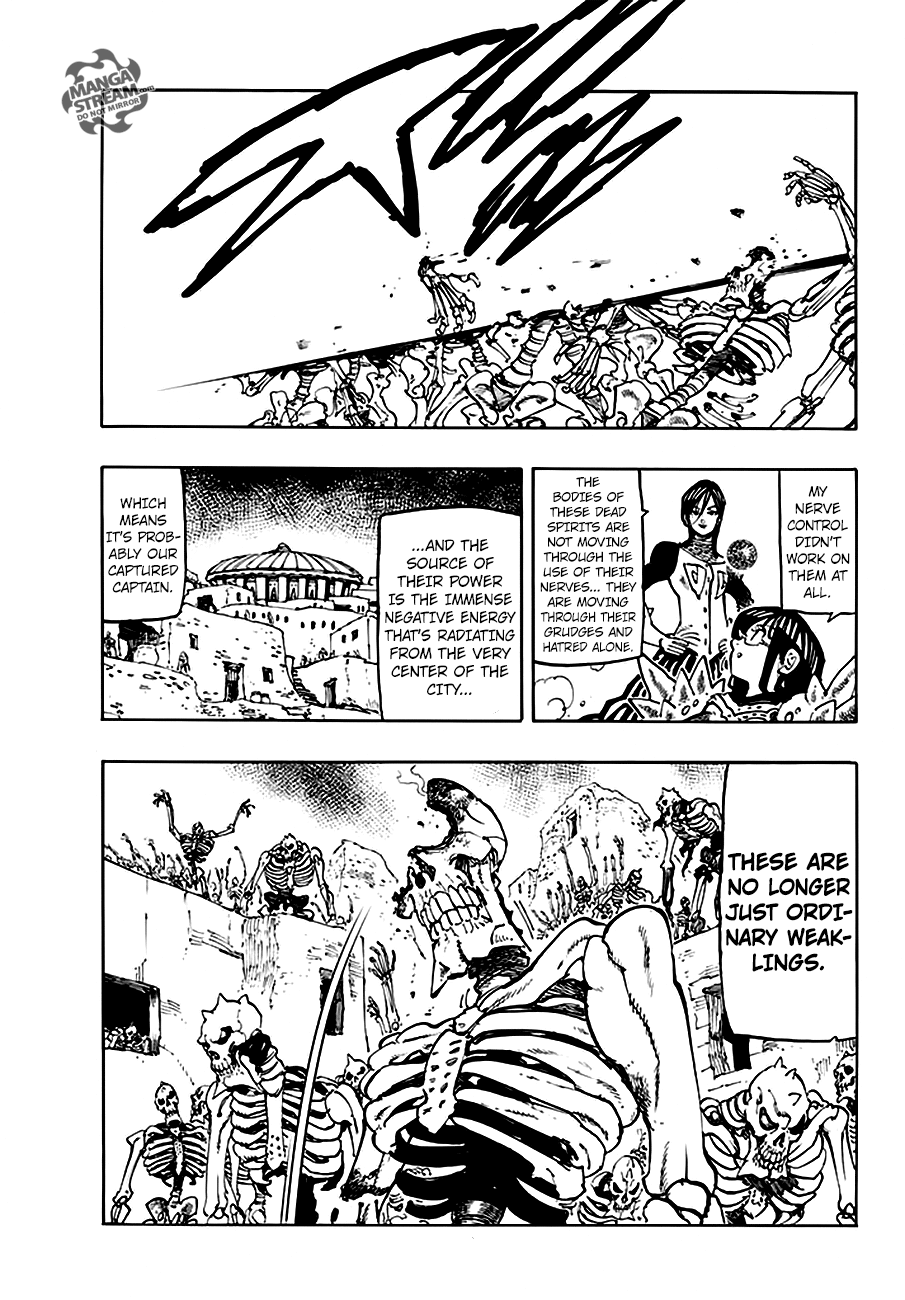 MANGA
STREAM.com
DO NOT MIRROR
MY
NERVE
CONTROL
DIDN'T
WORK ON
THEM AT
ALL.
THE
BODIES OF
THESE DEAD
SPIRITS ARE
NOT MOVING
THROUGH THE
USE OF THEIR
NERVES... THEY
ARE MOVING
THROUGH THEIR
GRUDGES AND
HATRED ALONE.
...AND THE
SOURCE OF
THEIR POWER
IS THE IMMENSE
NEGATIVE ENERGY
THAT'S RADIATING
FROM THE VERY
CENTER OF THE
CITY...
WHICH
MEANS
IT'S PROB-
ABLY OUR
CAPTURED
CAPTAIN.
THESE ARE
NO LONGER
JUST ORDI-
NARY WEAK-
LINGS.